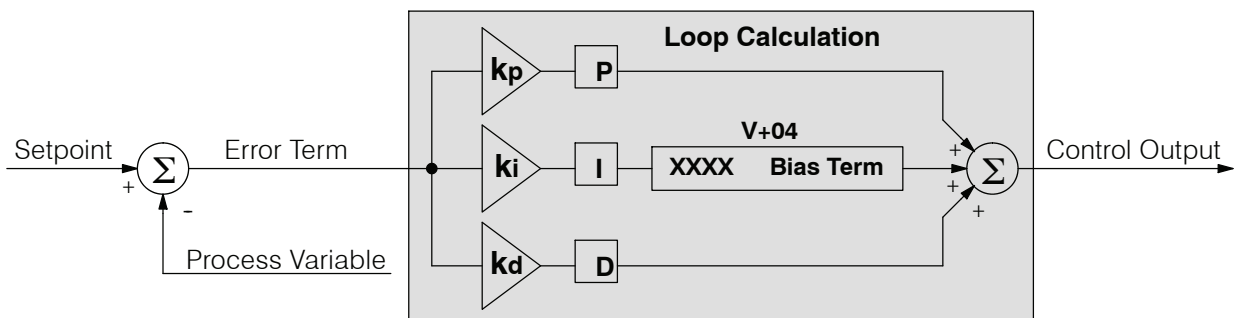 Loop Calculation
kp
P
V+04
Setpoint
Σ
Error Term
ki
I
XXXX Bias Term
Σ
Control Output
+
+
+
+
-
Process Variable
kd
D